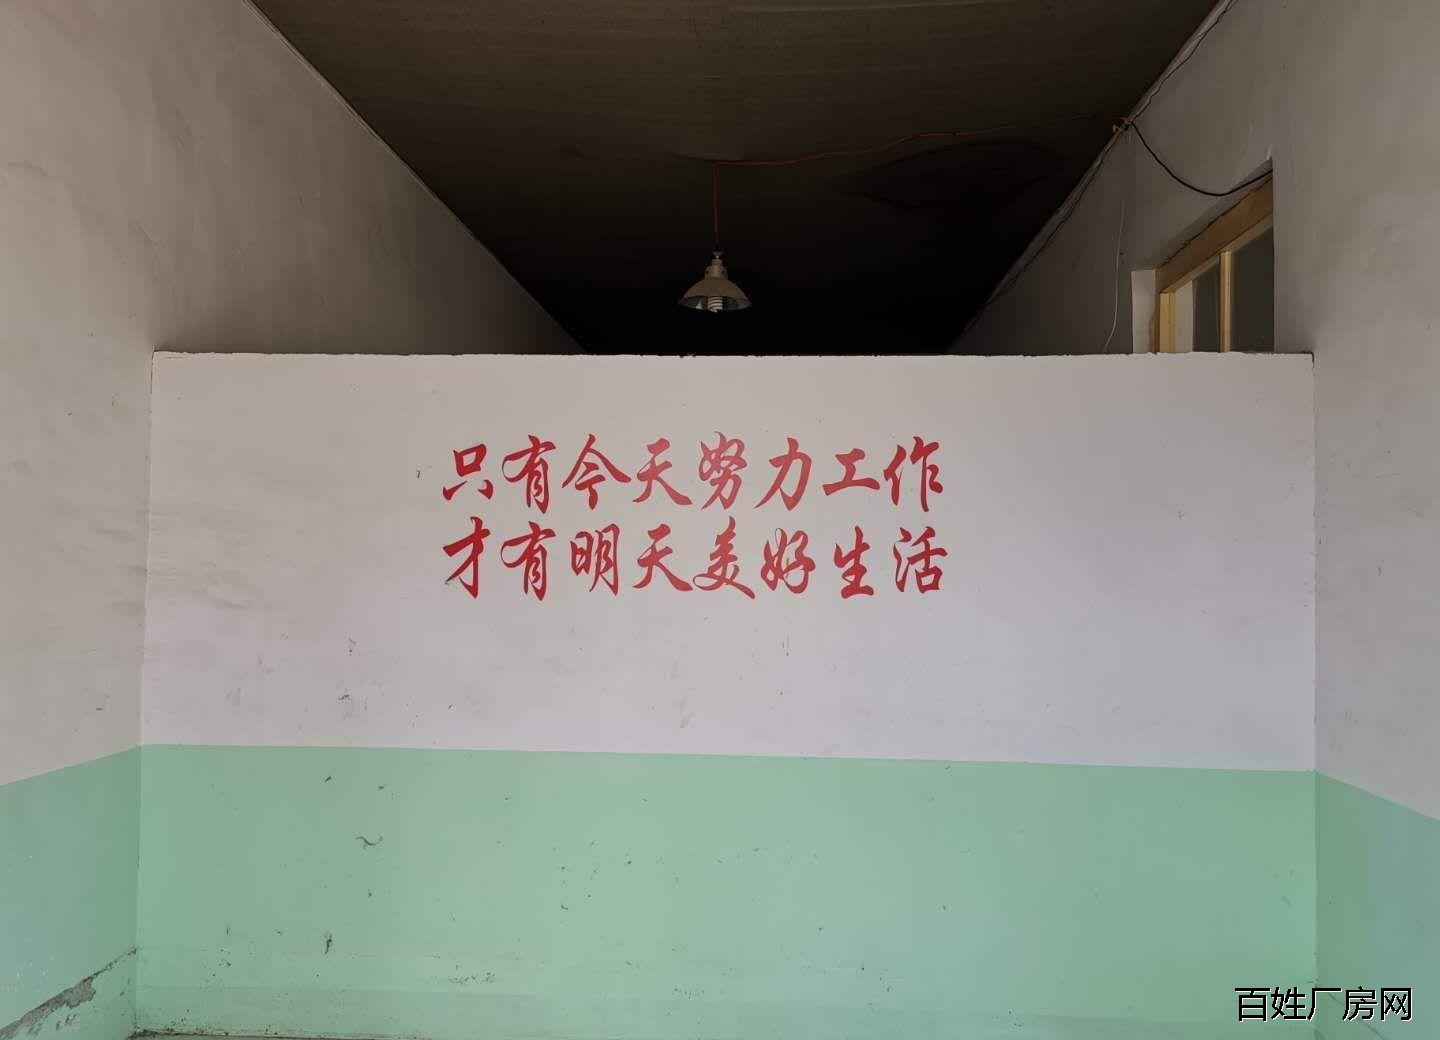 只有今天努力工作
才有明天美好生活
百姓厂房网